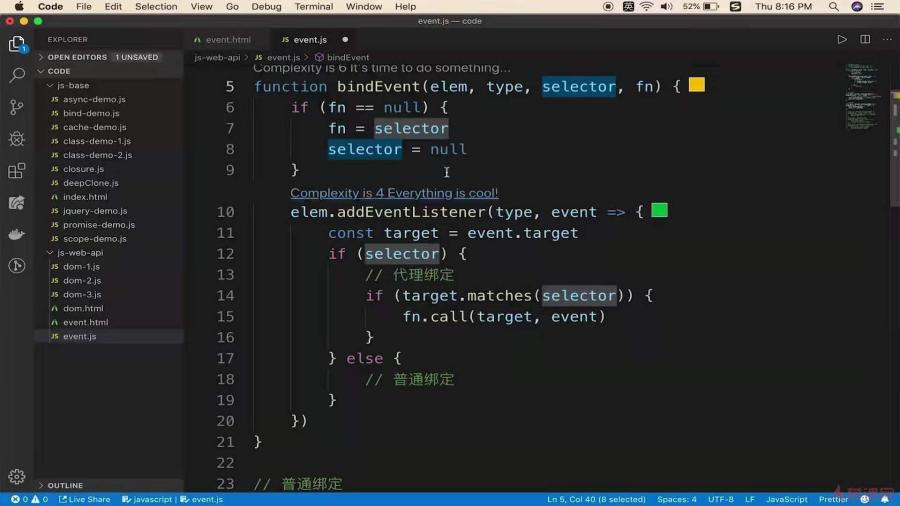 Code File Edit Selection View Go Debug Terminal Window Help 52% Thu 8:16 PM
event.js — code
EXPLORER
OPEN EDITORS 1 UNSAVED
CODE
js-base
async-demo.js
bind-demo.js
cache-demo.js
class-demo-1.js
class-demo-2.js
closure.js
deepClone.js
index.html
jquery-demo.js
promise-demo.js
scope-demo.js
js-web-api
dom-1.js
dom-2.js
dom-3.js
dom.html
event.html
event.js
OUTLINE
event.html JS event.js
js-web-api > JS event.js > bindEvent
Complexity is 6 It's time to do something...
5 function bindEvent(elem, type, selector, fn) {
6 if (fn == null) {
7 fn = selector
8 selector = null
9 }
Complexity is 4 Everything is cool!
10 elem.addEventListener(type, event => {
11 const target = event.target
12 if (selector) {
13 // 代理绑定
14 if (target.matches(selector)) {
15 fn.call(target, event)
16 }
17 } else {
18 // 普通绑定
19 }
20 })
21 }
22
23 // 普通绑定
0 0 Live Share javascript | event.js Ln 5, Col 40 (8 selected) Spaces: 4 UTF-8 LF JavaScript Prettier